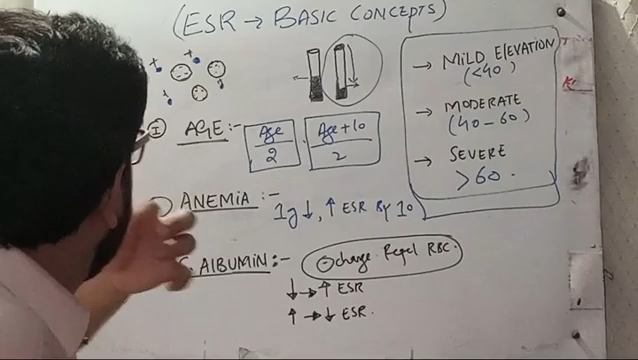 (ESR → BASIC CONCEPTS)
① AGE:- Age/2 . Age+10/2
ANEMIA :- 1g ↓, ↑ ESR BY 10
S. AlBUMIN:- ⊖ charge. Repel RBC.
↓ → ↑ ESR
↑ → ↓ ESR.
→ MILD ELEVATION
(<40)
→ MODERATE
(40-60)
→ SEVERE
>60.